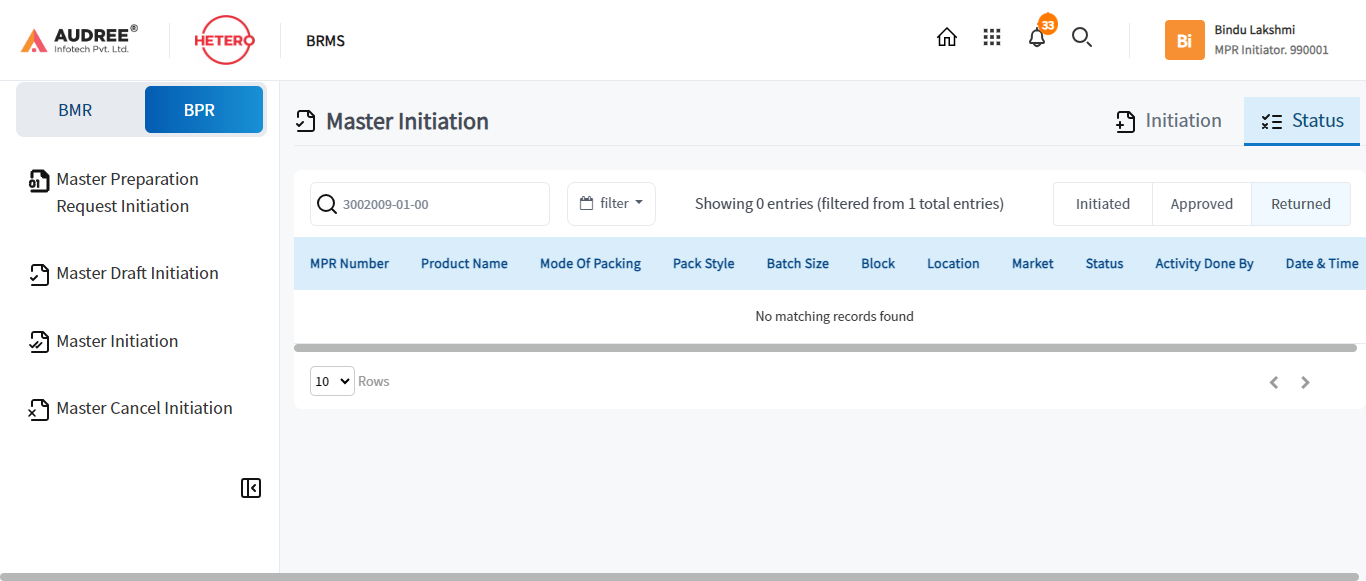 AUDREE®
Infotech Pvt. Ltd.
HETERO
BRMS
33
Bi
Bindu Lakshmi
MPR Initiator. 990001
BMR
BPR
Master Preparation
Request Initiation
Master Draft Initiation
Master Initiation
Master Cancel Initiation
Master Initiation
Initiation
Status
3002009-01-00
filter
Showing 0 entries (filtered from 1 total entries)
Initiated
Approved
Returned
MPR Number Product Name Mode Of Packing Pack Style Batch Size Block Location Market Status Activity Done By Date & Time
No matching records found
10 Rows